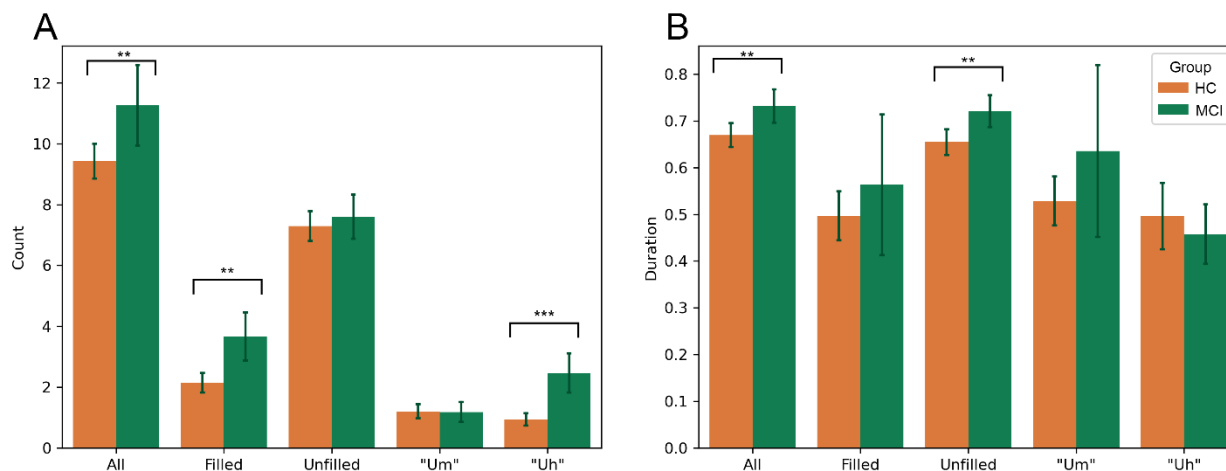 A
**
**
***
12
10
8
6
4
2
0
Count
All
Filled
Unfilled
"Um"
"Uh"
B
**
**
Group
HC
MCI
0.8
0.7
0.6
0.5
0.4
0.3
0.2
0.1
0.0
Duration
All
Filled
Unfilled
"Um"
"Uh"